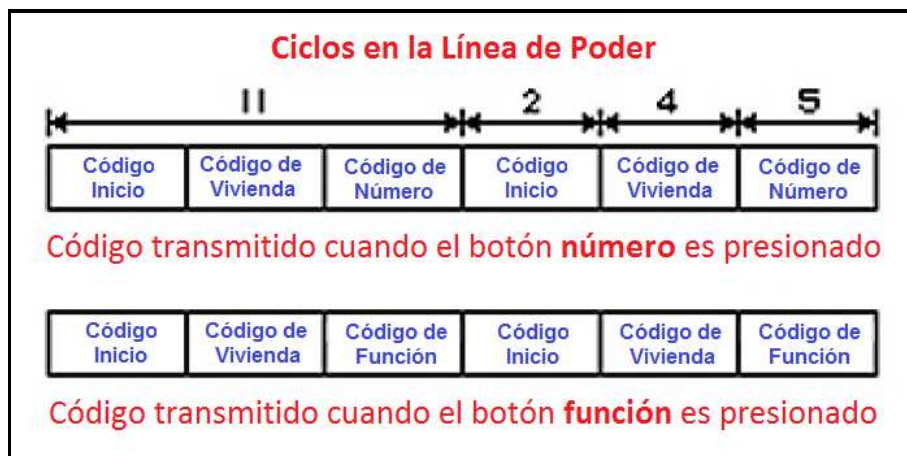 Ciclos en la Línea de Poder
11 2 4 5
Código Inicio Código de Vivienda Código de Número Código Inicio Código de Vivienda Código de Número
Código transmitido cuando el botón número es presionado
Código Inicio Código de Vivienda Código de Función Código Inicio Código de Vivienda Código de Función
Código transmitido cuando el botón función es presionado